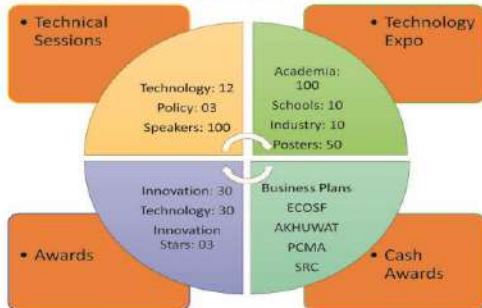 • Technical
Sessions
Technology: 12
Policy: 03
Speakers: 100
• Technology
Expo
Academia:
100
Schools: 10
Industry: 10
Posters: 50
Innovation: 30
Technology: 30
Innovation
Stars: 03
• Awards
Business Plans
ECOSF
AKHUWAT
PCMA
SRC
• Cash
Awards